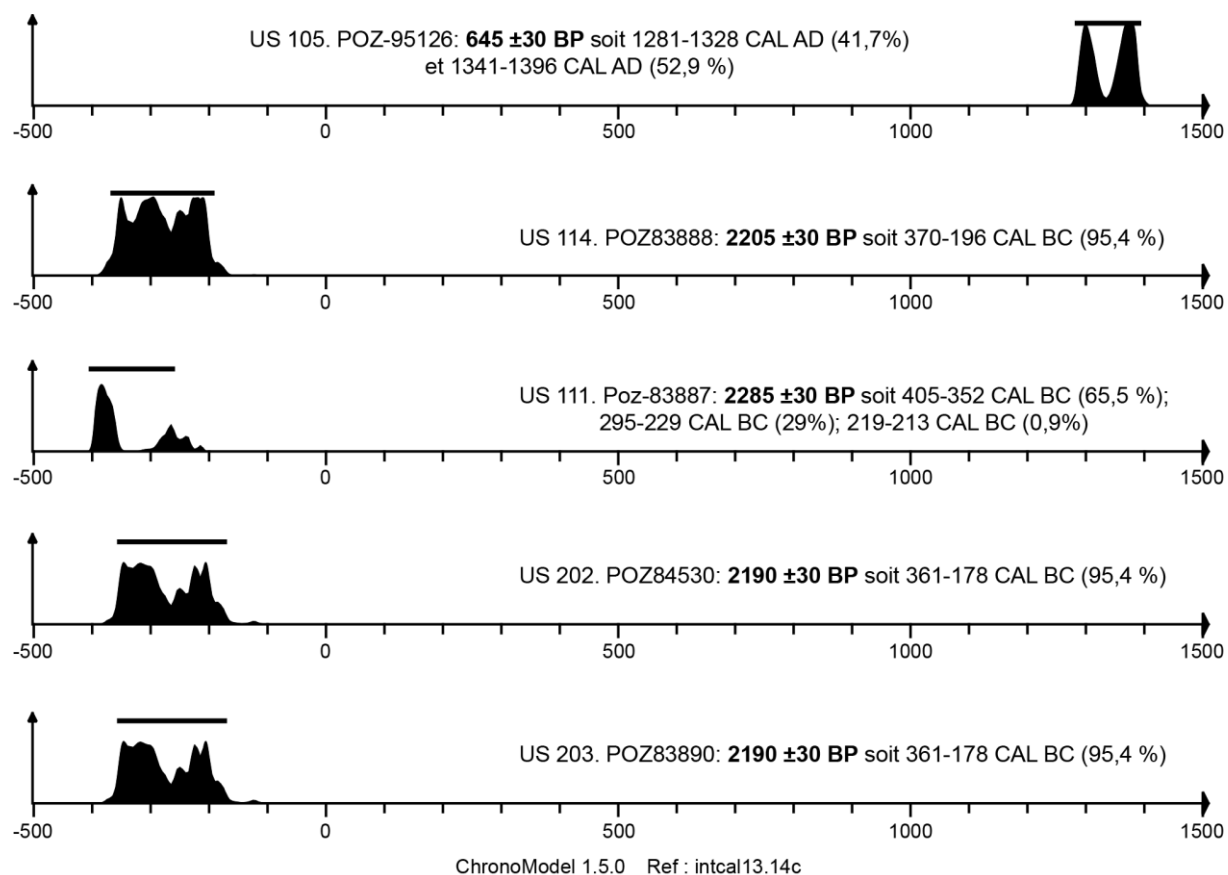 US 105. POZ-95126: 645 ±30 BP soit 1281-1328 CAL AD (41,7%)
et 1341-1396 CAL AD (52,9 %)
-500 0 500 1000 1500
US 114. POZ83888: 2205 ±30 BP soit 370-196 CAL BC (95,4 %)
-500 0 500 1000 1500
US 111. Poz-83887: 2285 ±30 BP soit 405-352 CAL BC (65,5 %);
295-229 CAL BC (29%); 219-213 CAL BC (0,9%)
-500 0 500 1000 1500
US 202. POZ84530: 2190 ±30 BP soit 361-178 CAL BC (95,4 %)
-500 0 500 1000 1500
US 203. POZ83890: 2190 ±30 BP soit 361-178 CAL BC (95,4 %)
-500 0 500 1000 1500
ChronoModel 1.5.0 Ref : intcal13.14c